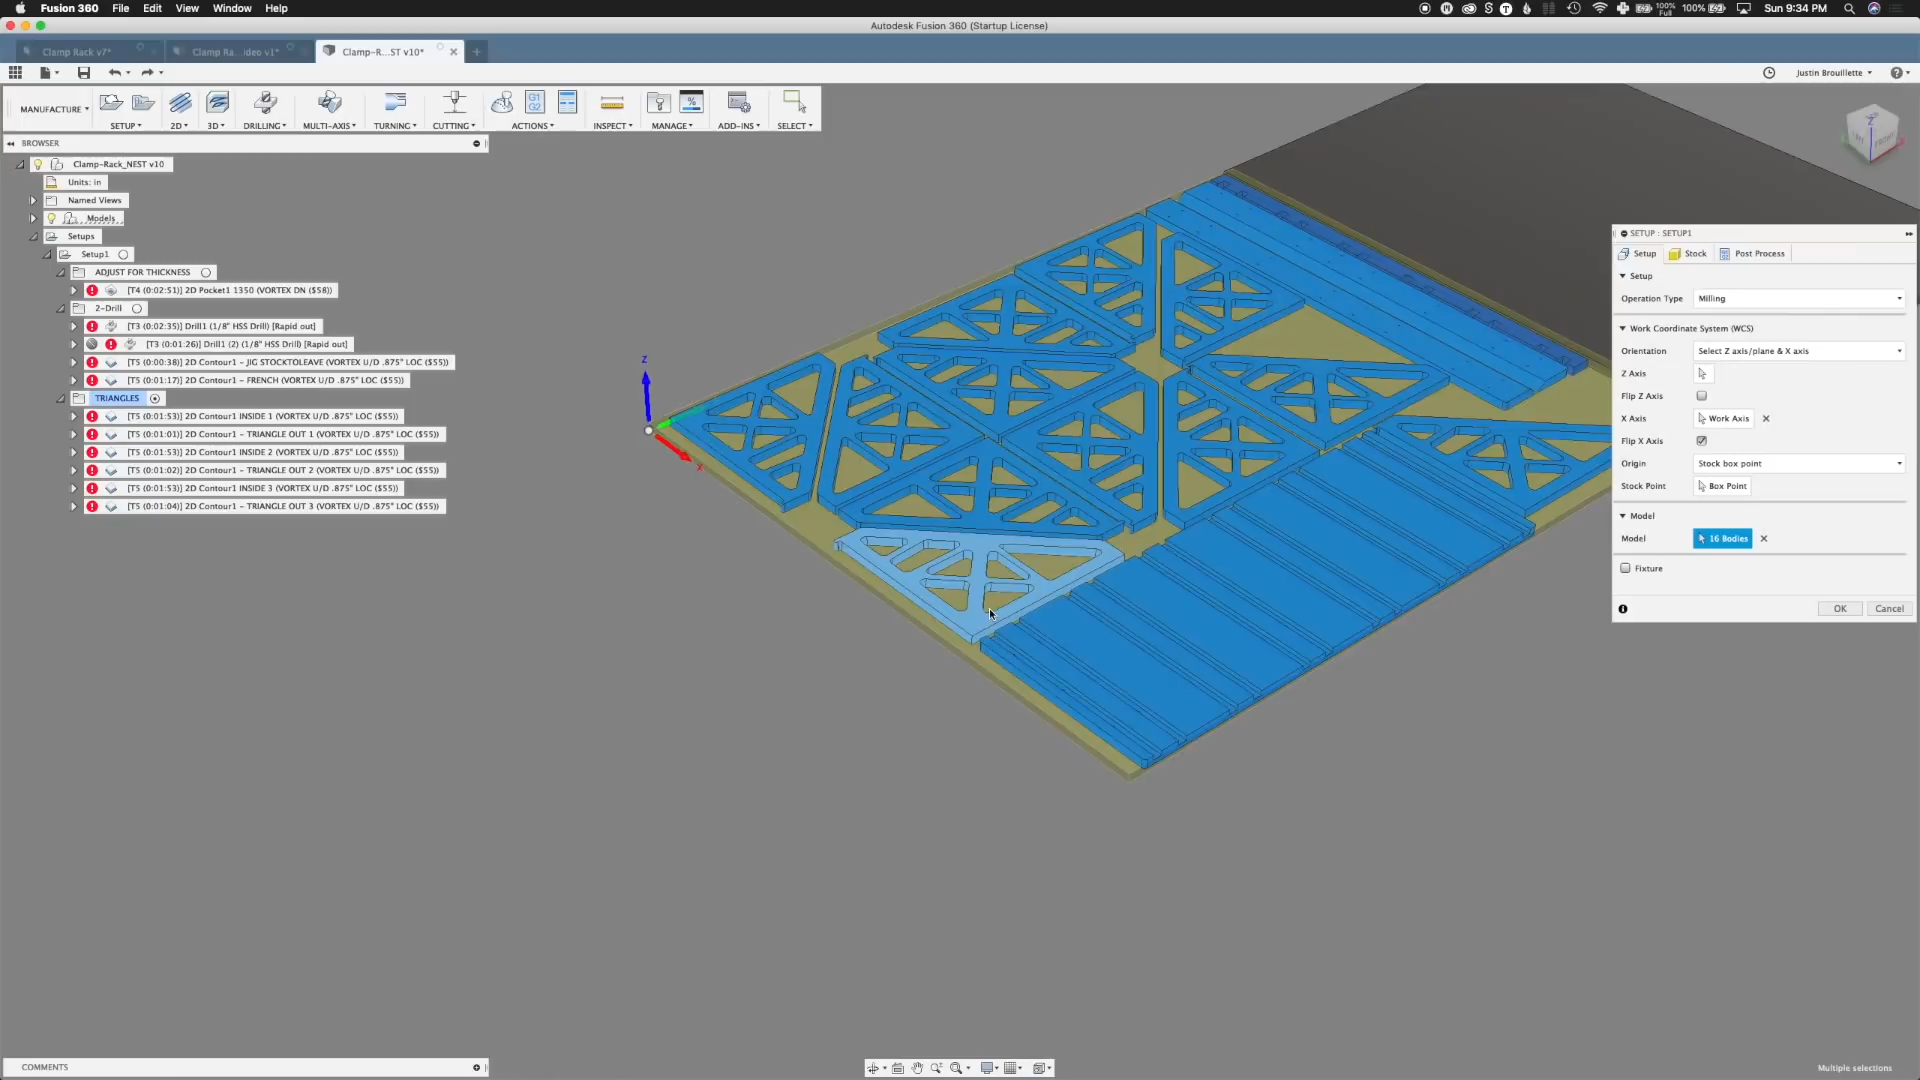 Fusion 360 File Edit View Window Help
100% Full 100% Sun 9:34 PM
Autodesk Fusion 360 (Startup License)
Clamp Rack v7*
Clamp Ra...ideo v1*
Clamp-R...ST v10*
Justin Brouillette
MANUFACTURE
G1 G2
%
SETUP 2D 3D DRILLING MULTI-AXIS TURNING CUTTING ACTIONS INSPECT MANAGE ADD-INS SELECT
BROWSER
Clamp-Rack_NEST v10
Units: in
Named Views
Models
Setups
Setup1
ADJUST FOR THICKNESS
[T4 (0:02:51)] 2D Pocket1 1350 (VORTEX DN ($58))
2-Drill
[T3 (0:02:35)] Drill1 (1/8" HSS Drill) [Rapid out]
[T3 (0:01:26)] Drill1 (2) (1/8" HSS Drill) [Rapid out]
[T5 (0:00:38)] 2D Contour1 - JIG STOCKTOLEAVE (VORTEX U/D .875" LOC ($55))
[T5 (0:01:17)] 2D Contour1 - FRENCH (VORTEX U/D .875" LOC ($55))
TRIANGLES
[T5 (0:01:53)] 2D Contour1 INSIDE 1 (VORTEX U/D .875" LOC ($55))
[T5 (0:01:01)] 2D Contour1 - TRIANGLE OUT 1 (VORTEX U/D .875" LOC ($55))
[T5 (0:01:53)] 2D Contour1 INSIDE 2 (VORTEX U/D .875" LOC ($55))
[T5 (0:01:02)] 2D Contour1 - TRIANGLE OUT 2 (VORTEX U/D .875" LOC ($55))
[T5 (0:01:53)] 2D Contour1 INSIDE 3 (VORTEX U/D .875" LOC ($55))
[T5 (0:01:04)] 2D Contour1 - TRIANGLE OUT 3 (VORTEX U/D .875" LOC ($55))
Z
X
Z
LEFT FRONT
SETUP : SETUP1
Setup Stock Post Process
Setup
Operation Type Milling
Work Coordinate System (WCS)
Orientation Select Z axis/plane & X axis
Z Axis
Flip Z Axis
X Axis Work Axis
Flip X Axis
Origin Stock box point
Stock Point Box Point
Model
Model 16 Bodies
Fixture
OK Cancel
COMMENTS
Multiple selections